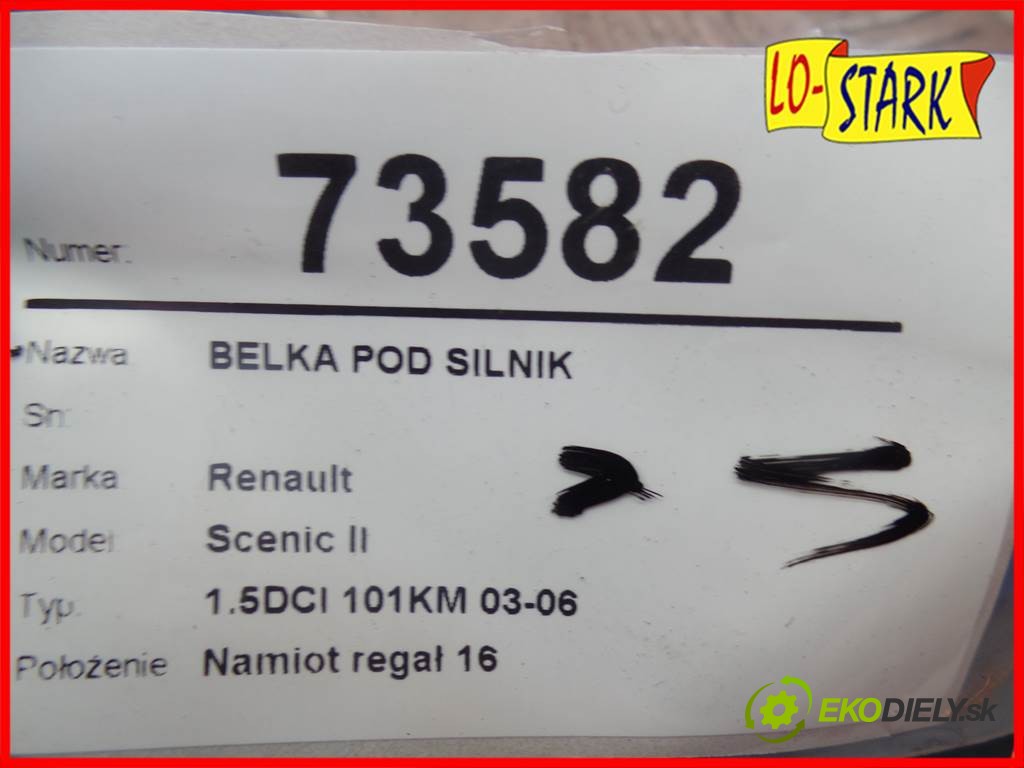 LO-STARK
Numer: 73582
Nazwa BELKA POD SILNIK
Sn:
Marka Renault
Model Scenic II
Typ: 1.5DCI 101KM 03-06
Położenie Namiot regał 16
EKODIELY.sk